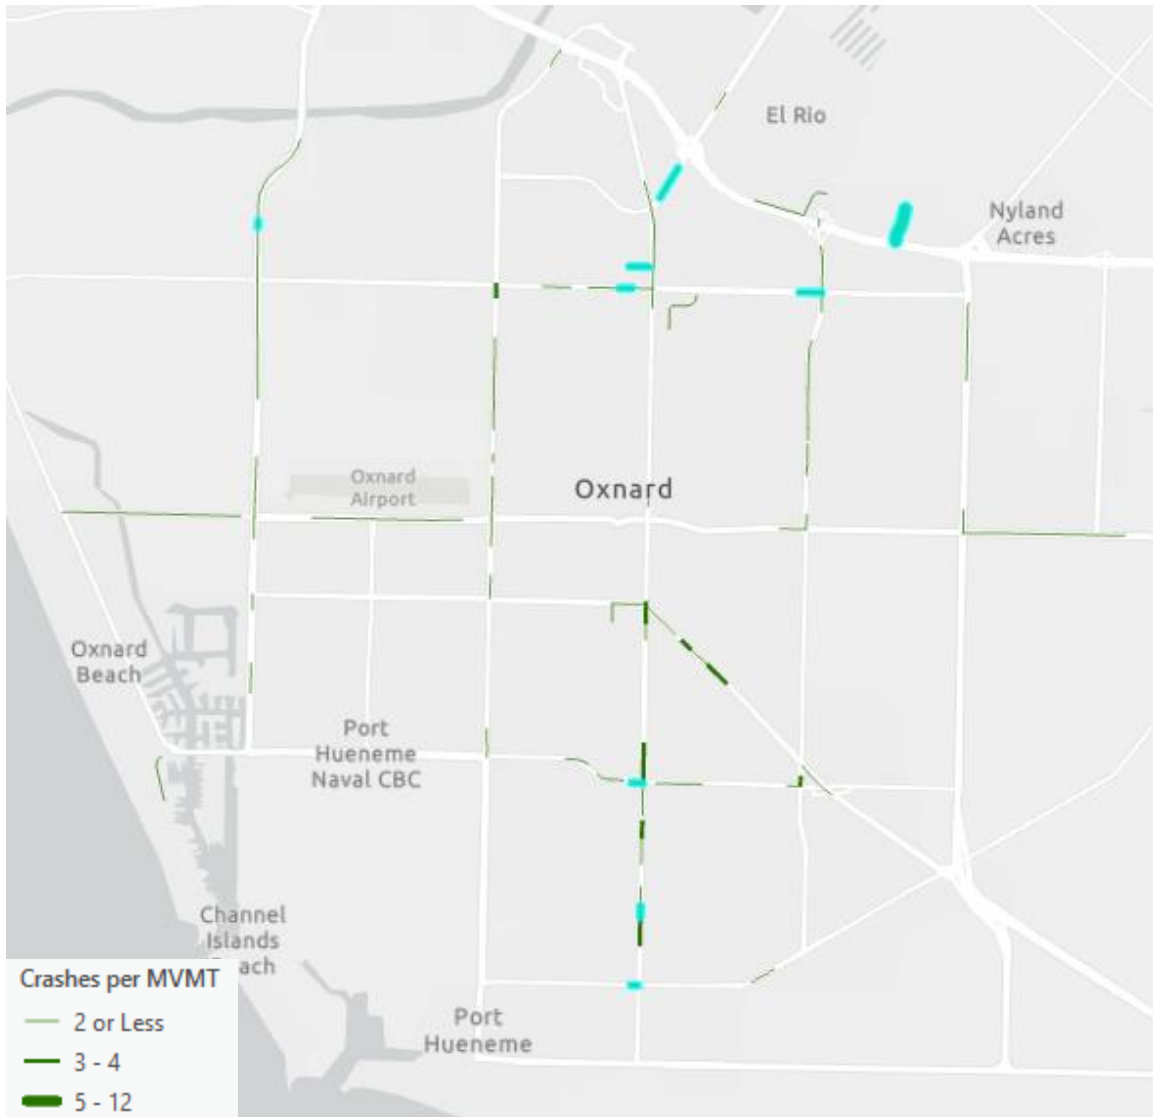 El Rio
Nyland
Acres
Oxnard
Airport
Oxnard
Oxnard
Beach
Port
Hueneme
Naval CBC
Channel
Islands
each
Port
Hueneme
Crashes per MVMT
2 or Less
3 - 4
5 - 12